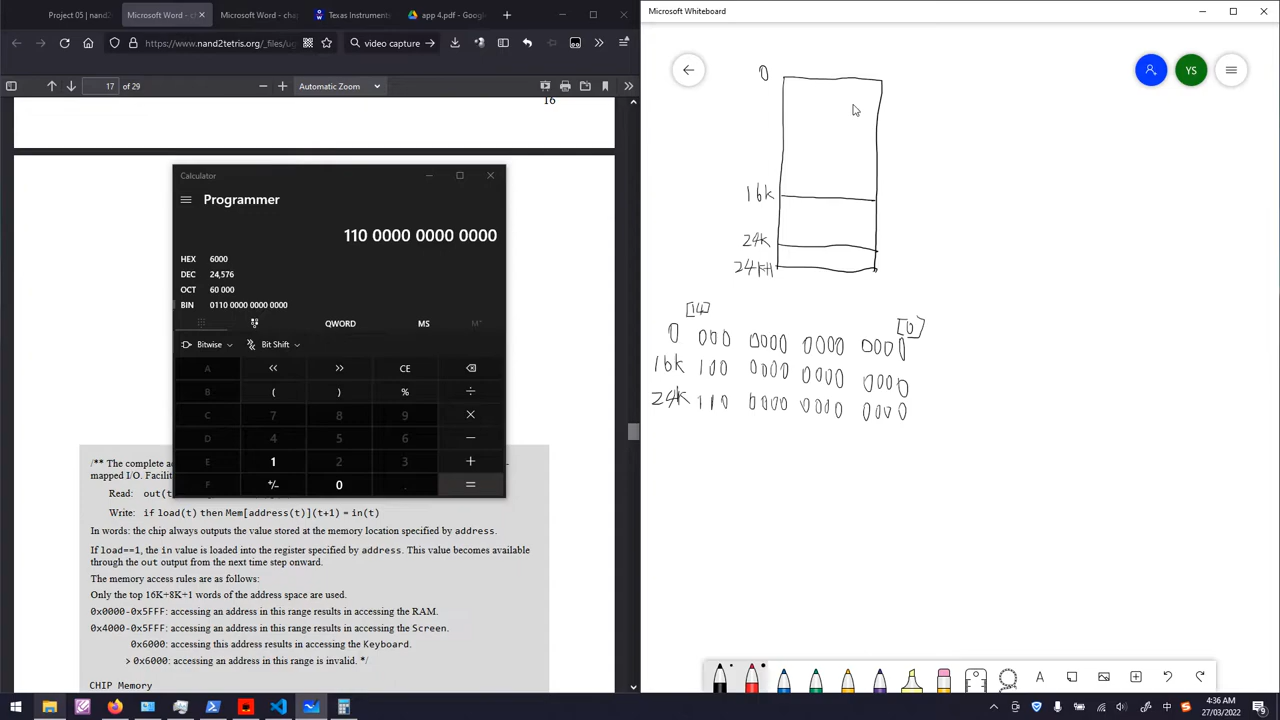 Project 05 | nand2
Microsoft Word - ch
Microsoft Word - chap
Texas Instruments
app 4.pdf - Google
https://www.nand2tetris.org/_files/u
video capture
17 of 29
Automatic Zoom
16
Calculator
Programmer
110 0000 0000 0000
HEX 6000
DEC 24,576
OCT 60 000
BIN 0110 0000 0000 0000
QWORD MS M
Bitwise Bit Shift
A << >> CE
B ( ) % ÷
C 7 8 9 ×
D 4 5 6 −
E 1 2 3 +
F +/- 0 . =
/** The complete ad
mapped I/O. Facilit
Read: out(t
Write: if load(t) then Mem[address(t)](t+1) = in(t)
In words: the chip always outputs the value stored at the memory location specified by address.
If load==1, the in value is loaded into the register specified by address. This value becomes available
through the out output from the next time step onward.
The memory access rules are as follows:
Only the top 16K+8K+1 words of the address space are used.
0x0000-0x5FFF: accessing an address in this range results in accessing the RAM.
0x4000-0x5FFF: accessing an address in this range results in accessing the Screen.
0x6000: accessing this address results in accessing the Keyboard.
> 0x6000: accessing an address in this range is invalid. */
CHIP Memory
Microsoft Whiteboard
YS
0
16k
24k
24k+1
[14] [0]
0 000 0000 0000 0000
16k 100 0000 0000 0000
24k 110 0000 0000 0000
A
中
4:36 AM
27/03/2022